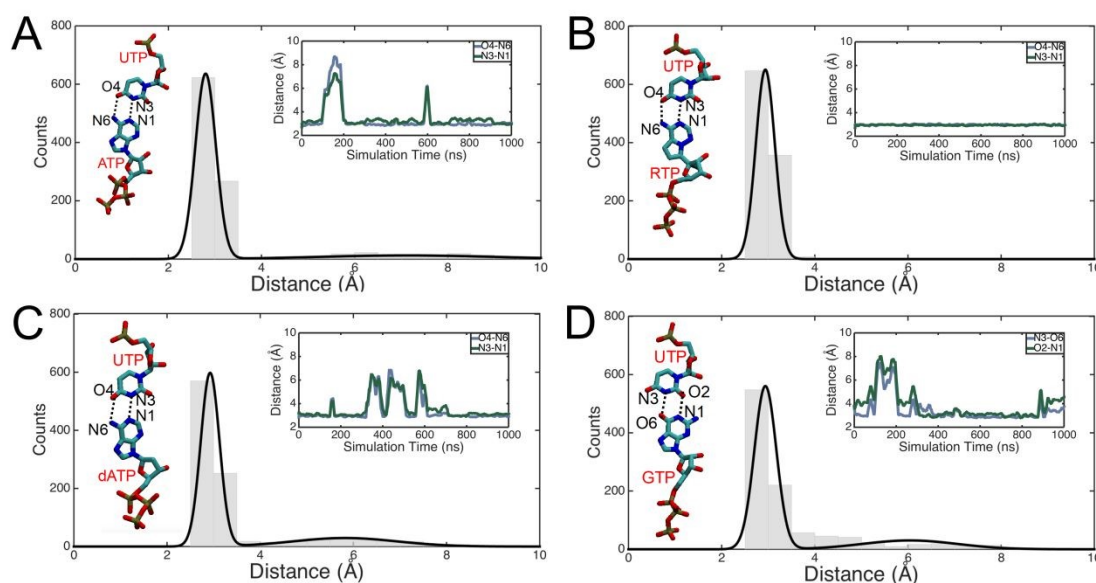 A
Counts
800
600
400
200
0
0 2 4 6 8 10
Distance (Å)
UTP
O4
N3
N6
N1
ATP
Distance (Å)
10
8
6
4
2
0 200 400 600 800 1000
Simulation Time (ns)
O4-N6
N3-N1
B
Counts
800
600
400
200
0
0 2 4 6 8 10
Distance (Å)
UTP
O4
N3
N6
N1
RTP
Distance (Å)
10
8
6
4
2
0 200 400 600 800 1000
Simulation Time (ns)
O4-N6
N3-N1
C
Counts
800
600
400
200
0
0 2 4 6 8 10
Distance (Å)
UTP
O4
N3
N1
N6
dATP
Distance (Å)
10
8
6
4
2
0 200 400 600 800 1000
Simulation Time (ns)
O4-N6
N3-N1
D
Counts
800
600
400
200
0
0 2 4 6 8 10
Distance (Å)
UTP
N3
O2
N1
O6
GTP
Distance (Å)
10
8
6
4
2
0 200 400 600 800 1000
Simulation Time (ns)
N3-O6
O2-N1